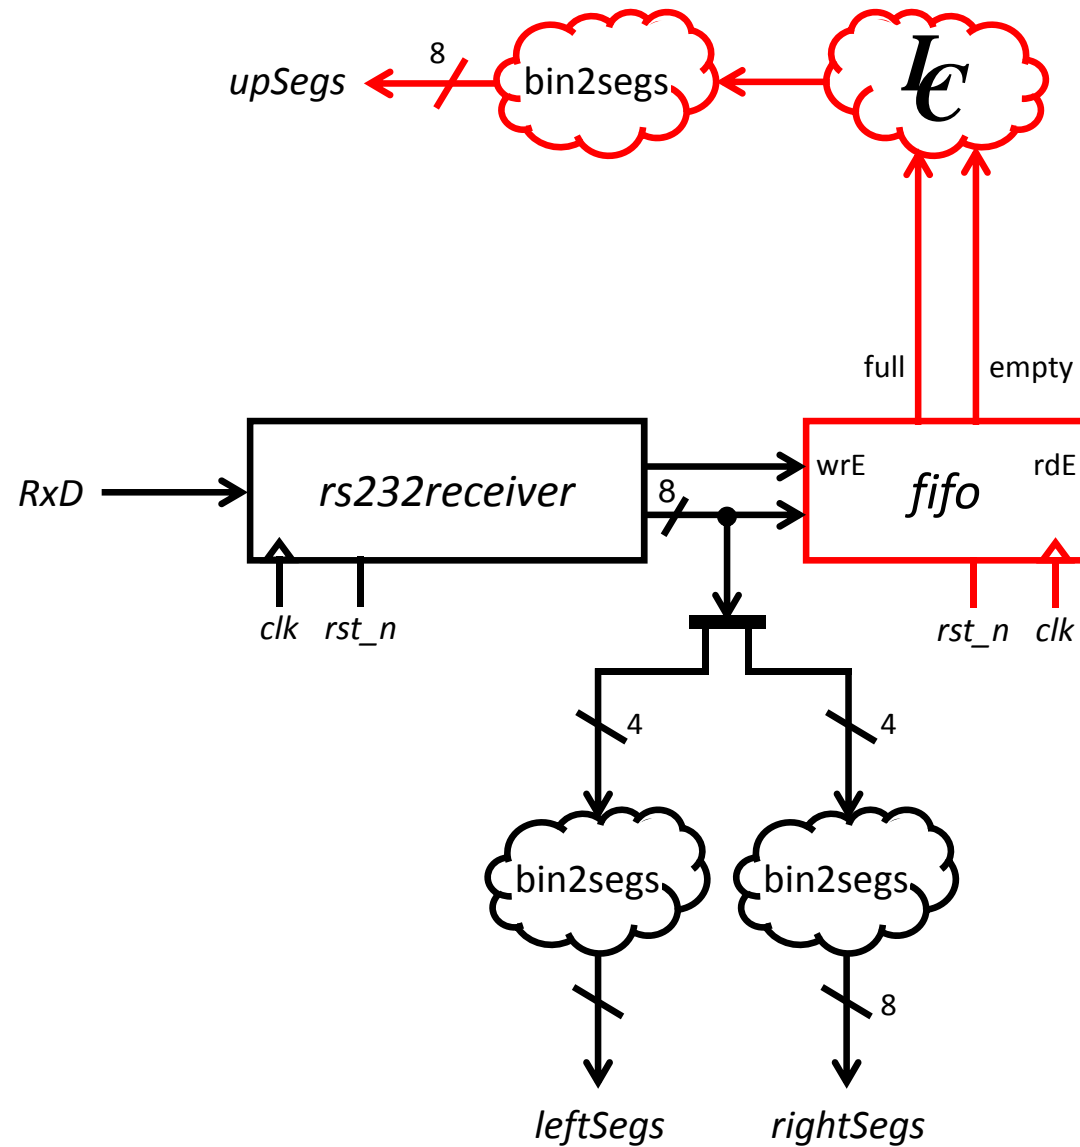 8
upSegs
bin2segs
LC
full
empty
RxD
rs232receiver
8
wrE
fifo
rdE
clk
rst_n
rst_n
clk
4
4
bin2segs
bin2segs
8
leftSegs
rightSegs